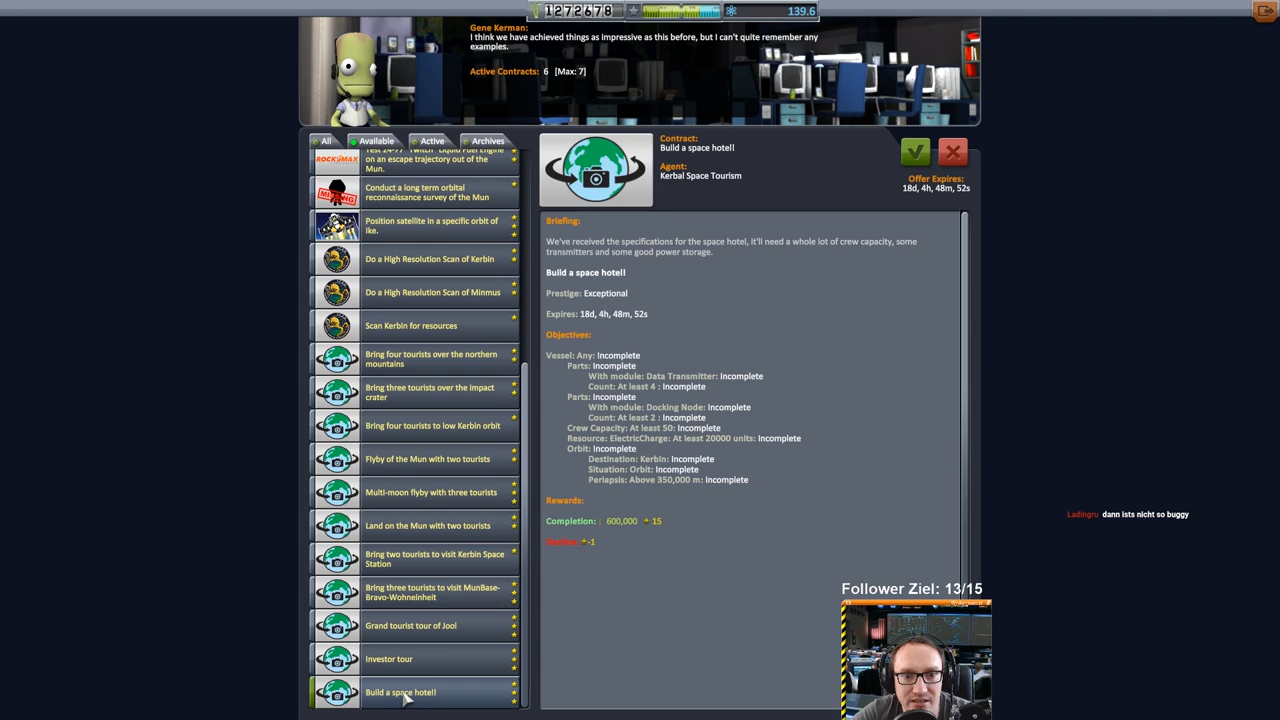 1272678
139.6
Gene Kerman:
I think we have achieved things as impressive as this before, but I can't quite remember any
examples.
Active Contracts: 6 [Max: 7]
All
Available
Active
Archives
ROCKOMAX
Test 24-77 "Twitch" Liquid Fuel Engine
on an escape trajectory out of the
Mun.
MISSING
Conduct a long term orbital
reconnaissance survey of the Mun
Position satellite in a specific orbit of
Ike.
Do a High Resolution Scan of Kerbin
Do a High Resolution Scan of Minmus
Scan Kerbin for resources
Bring four tourists over the northern
mountains
Bring three tourists over the impact
crater
Bring four tourists to low Kerbin orbit
Flyby of the Mun with two tourists
Multi-moon flyby with three tourists
Land on the Mun with two tourists
Bring two tourists to visit Kerbin Space
Station
Bring three tourists to visit MunBase-
Bravo-Wohneinheit
Grand tourist tour of Jool
Investor tour
Build a space hotel!
Contract:
Build a space hotel!
Agent:
Kerbal Space Tourism
Offer Expires:
18d, 4h, 48m, 52s
Briefing:
We've received the specifications for the space hotel, it'll need a whole lot of crew capacity, some
transmitters and some good power storage.
Build a space hotel!
Prestige: Exceptional
Expires: 18d, 4h, 48m, 52s
Objectives:
Vessel: Any: Incomplete
Parts: Incomplete
With module: Data Transmitter: Incomplete
Count: At least 4 : Incomplete
Parts: Incomplete
With module: Docking Node: Incomplete
Count: At least 2 : Incomplete
Crew Capacity: At least 50: Incomplete
Resource: ElectricCharge: At least 20000 units: Incomplete
Orbit: Incomplete
Destination: Kerbin: Incomplete
Situation: Orbit: Incomplete
Periapsis: Above 350,000 m: Incomplete
Rewards:
Completion: 600,000 15
Decline: -1
Ladingru dann ists nicht so buggy
Follower Ziel: 13/15